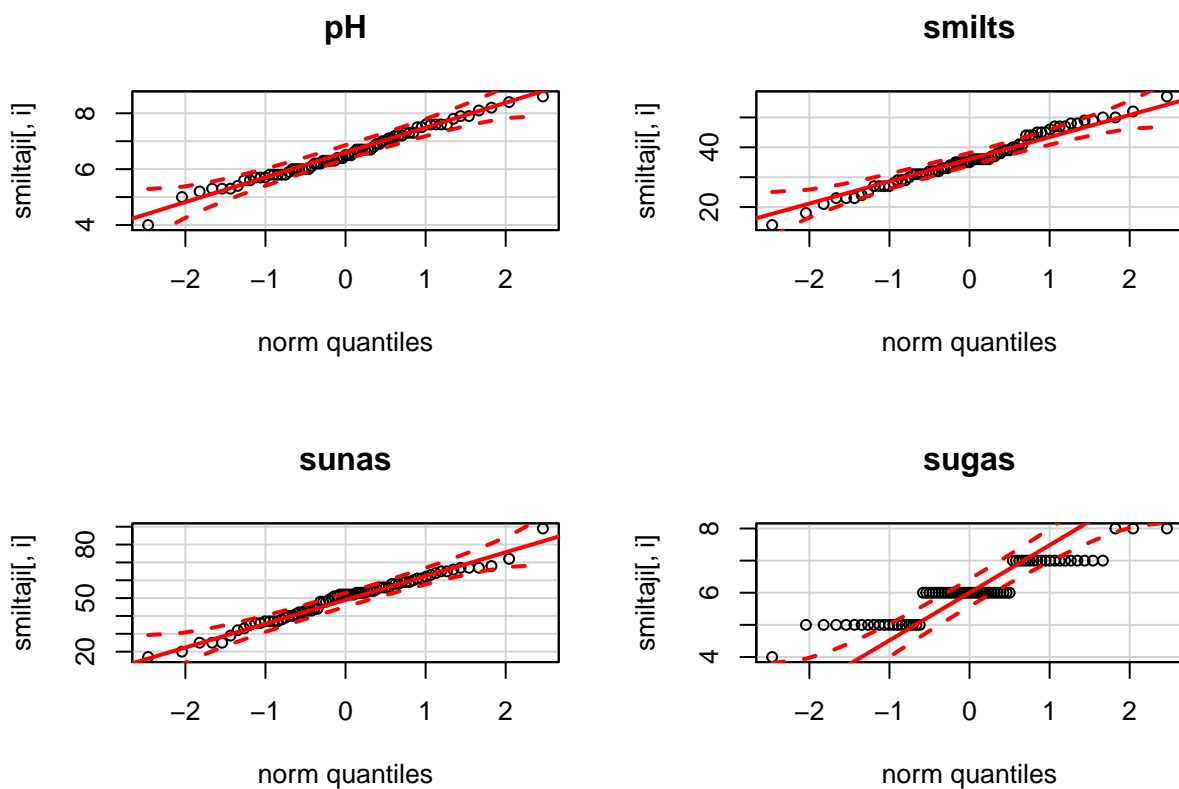 pH
smiltaji[, i]
4 6 8
−2 −1 0 1 2
norm quantiles
smilts
smiltaji[, i]
20 40
−2 −1 0 1 2
norm quantiles
sunas
smiltaji[, i]
20 50 80
−2 −1 0 1 2
norm quantiles
sugas
smiltaji[, i]
4 6 8
−2 −1 0 1 2
norm quantiles